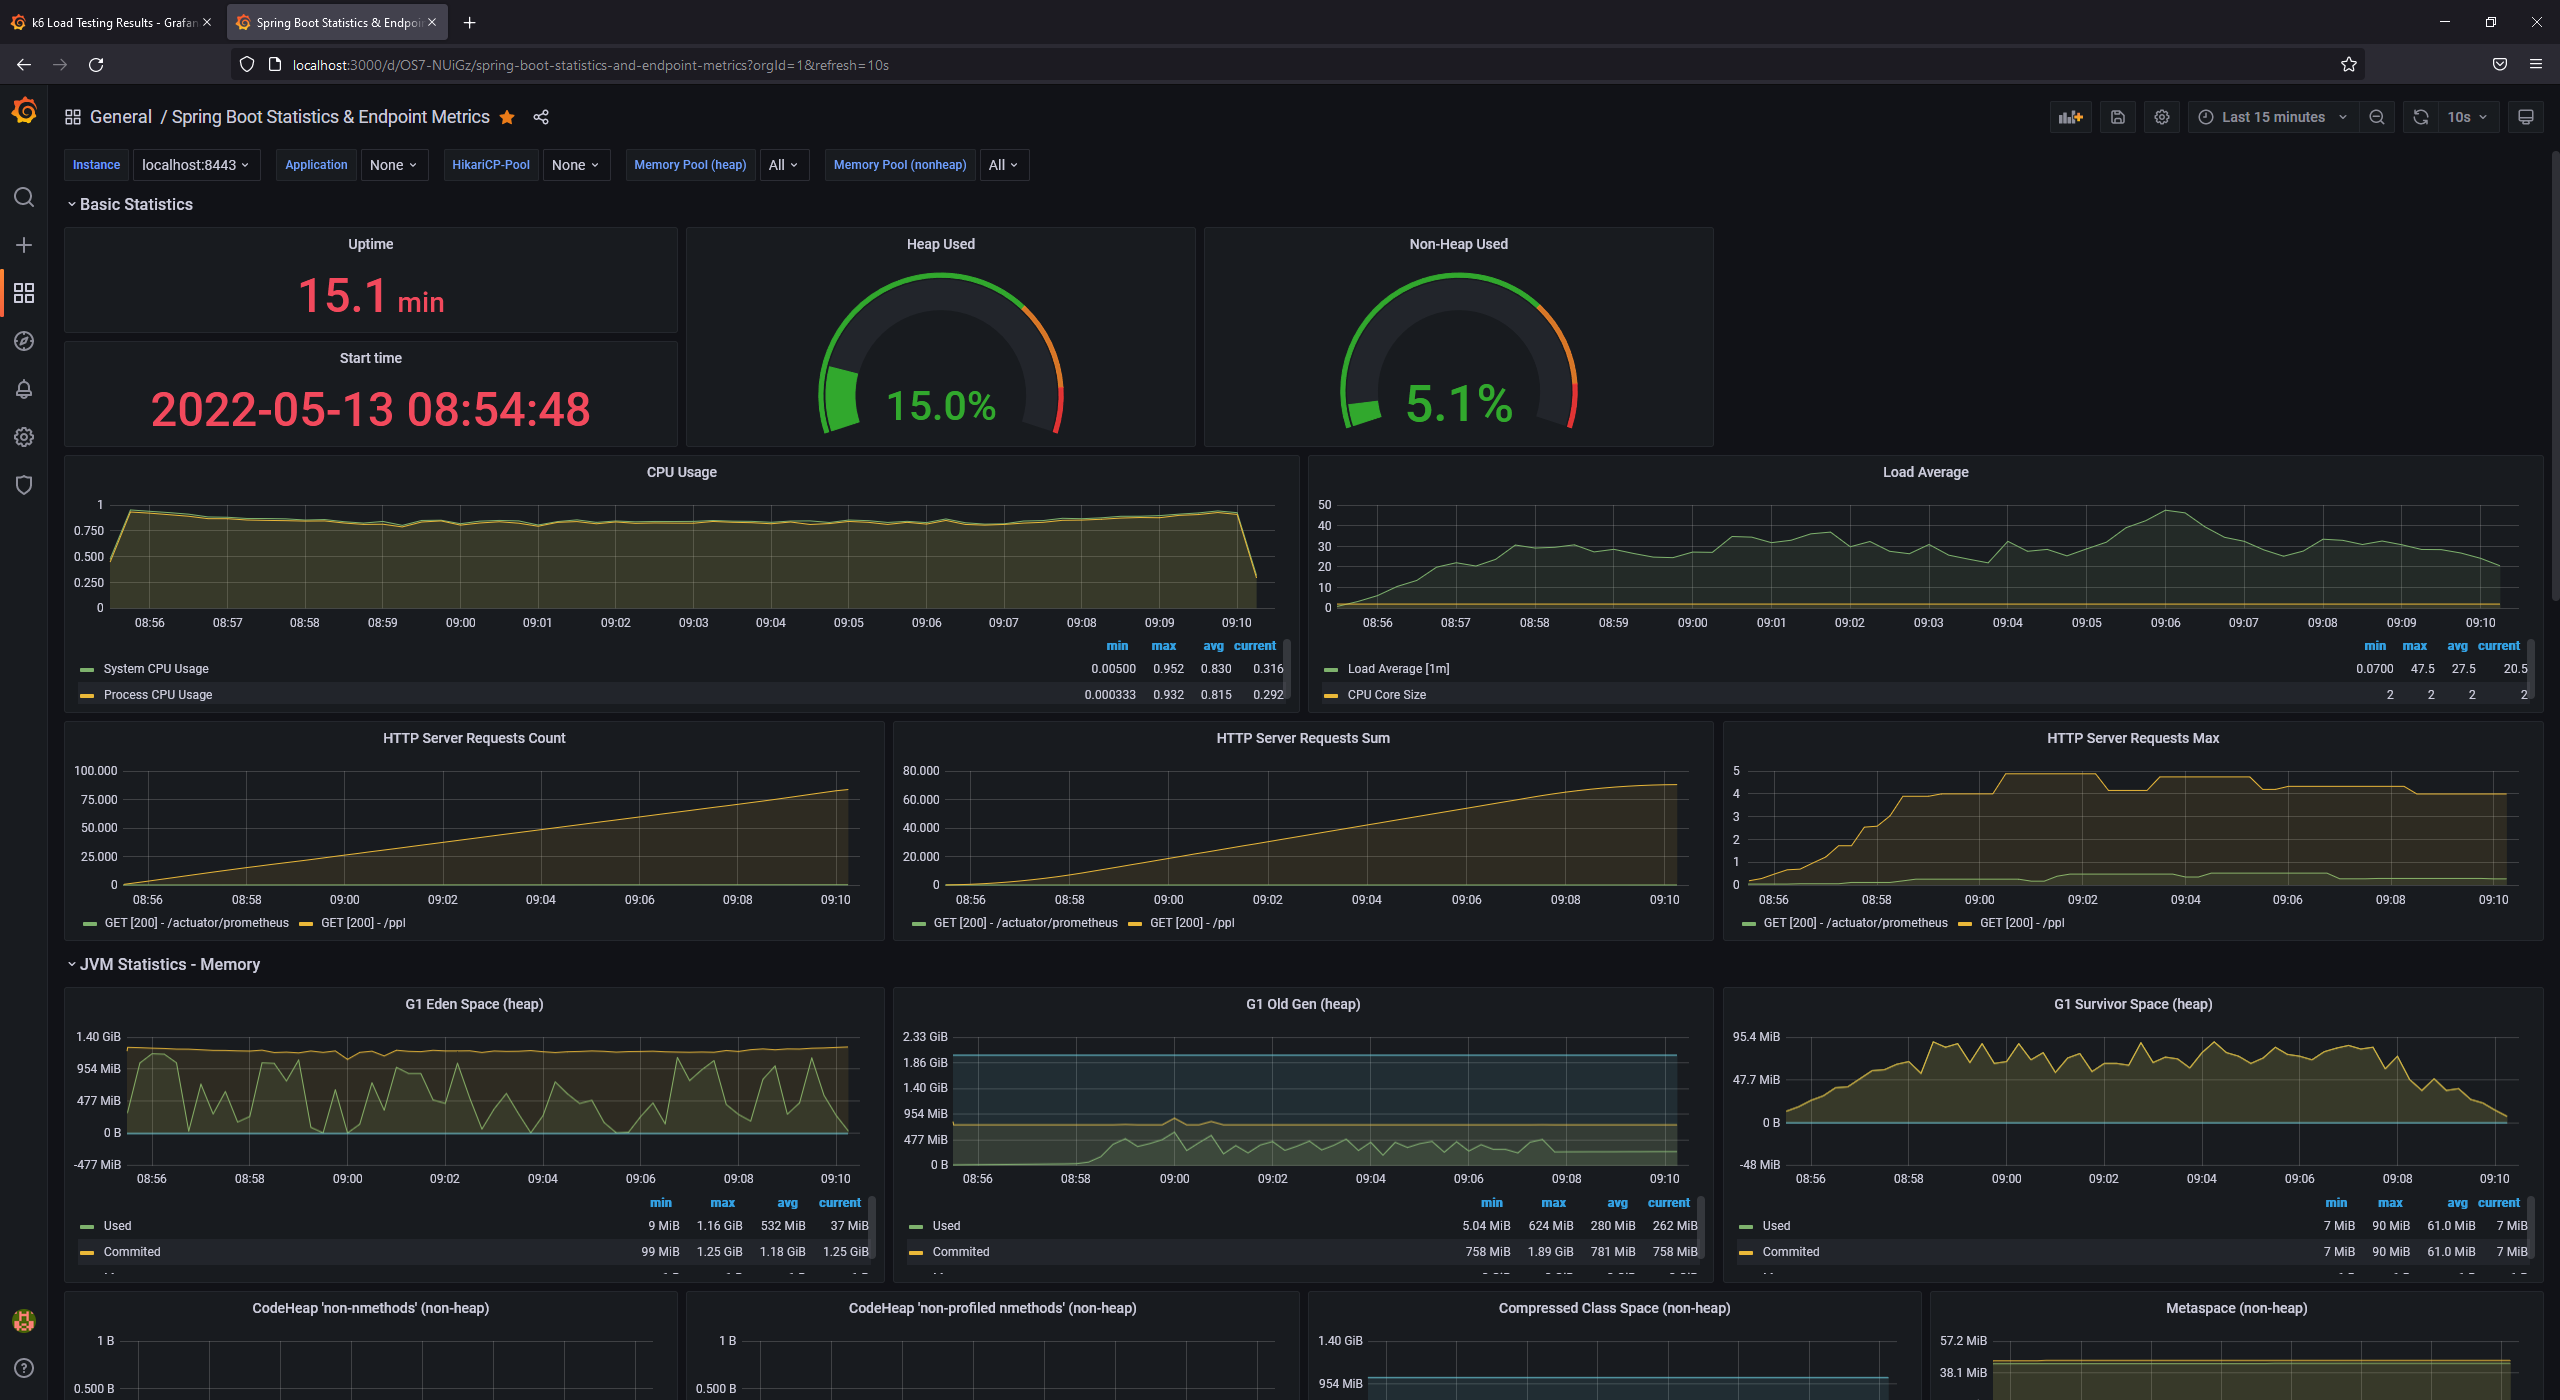 k6 Load Testing Results - Grafan
Spring Boot Statistics & Endpoi
localhost:3000/d/OS7-NUiGz/spring-boot-statistics-and-endpoint-metrics?orgId=1&refresh=10s
General / Spring Boot Statistics & Endpoint Metrics
Last 15 minutes
10s
Instance localhost:8443 Application None HikariCP-Pool None Memory Pool (heap) All Memory Pool (nonheap) All
Basic Statistics
Uptime
15.1 min
Start time
2022-05-13 08:54:48
Heap Used
15.0%
Non-Heap Used
5.1%
CPU Usage
1
0.750
0.500
0.250
0
08:56 08:57 08:58 08:59 09:00 09:01 09:02 09:03 09:04 09:05 09:06 09:07 09:08 09:09 09:10
min max avg current
System CPU Usage 0.00500 0.952 0.830 0.316
Process CPU Usage 0.000333 0.932 0.815 0.292
Load Average
50
40
30
20
10
0
08:56 08:57 08:58 08:59 09:00 09:01 09:02 09:03 09:04 09:05 09:06 09:07 09:08 09:09 09:10
min max avg current
Load Average [1m] 0.0700 47.5 27.5 20.5
CPU Core Size 2 2 2 2
HTTP Server Requests Count
100.000
75.000
50.000
25.000
0
08:56 08:58 09:00 09:02 09:04 09:06 09:08 09:10
GET [200] - /actuator/prometheus GET [200] - /ppl
HTTP Server Requests Sum
80.000
60.000
40.000
20.000
0
08:56 08:58 09:00 09:02 09:04 09:06 09:08 09:10
GET [200] - /actuator/prometheus GET [200] - /ppl
HTTP Server Requests Max
5
4
3
2
1
0
08:56 08:58 09:00 09:02 09:04 09:06 09:08 09:10
GET [200] - /actuator/prometheus GET [200] - /ppl
JVM Statistics - Memory
G1 Eden Space (heap)
1.40 GiB
954 MiB
477 MiB
0 B
-477 MiB
08:56 08:58 09:00 09:02 09:04 09:06 09:08 09:10
min max avg current
Used 9 MiB 1.16 GiB 532 MiB 37 MiB
Commited 99 MiB 1.25 GiB 1.18 GiB 1.25 GiB
G1 Old Gen (heap)
2.33 GiB
1.86 GiB
1.40 GiB
954 MiB
477 MiB
0 B
08:56 08:58 09:00 09:02 09:04 09:06 09:08 09:10
min max avg current
Used 5.04 MiB 624 MiB 280 MiB 262 MiB
Commited 758 MiB 1.89 GiB 781 MiB 758 MiB
G1 Survivor Space (heap)
95.4 MiB
47.7 MiB
0 B
-48 MiB
08:56 08:58 09:00 09:02 09:04 09:06 09:08 09:10
min max avg current
Used 7 MiB 90 MiB 61.0 MiB 7 MiB
Commited 7 MiB 90 MiB 61.0 MiB 7 MiB
CodeHeap 'non-nmethods' (non-heap)
1 B
0.500 B
CodeHeap 'non-profiled nmethods' (non-heap)
1 B
0.500 B
Compressed Class Space (non-heap)
1.40 GiB
954 MiB
Metaspace (non-heap)
57.2 MiB
38.1 MiB